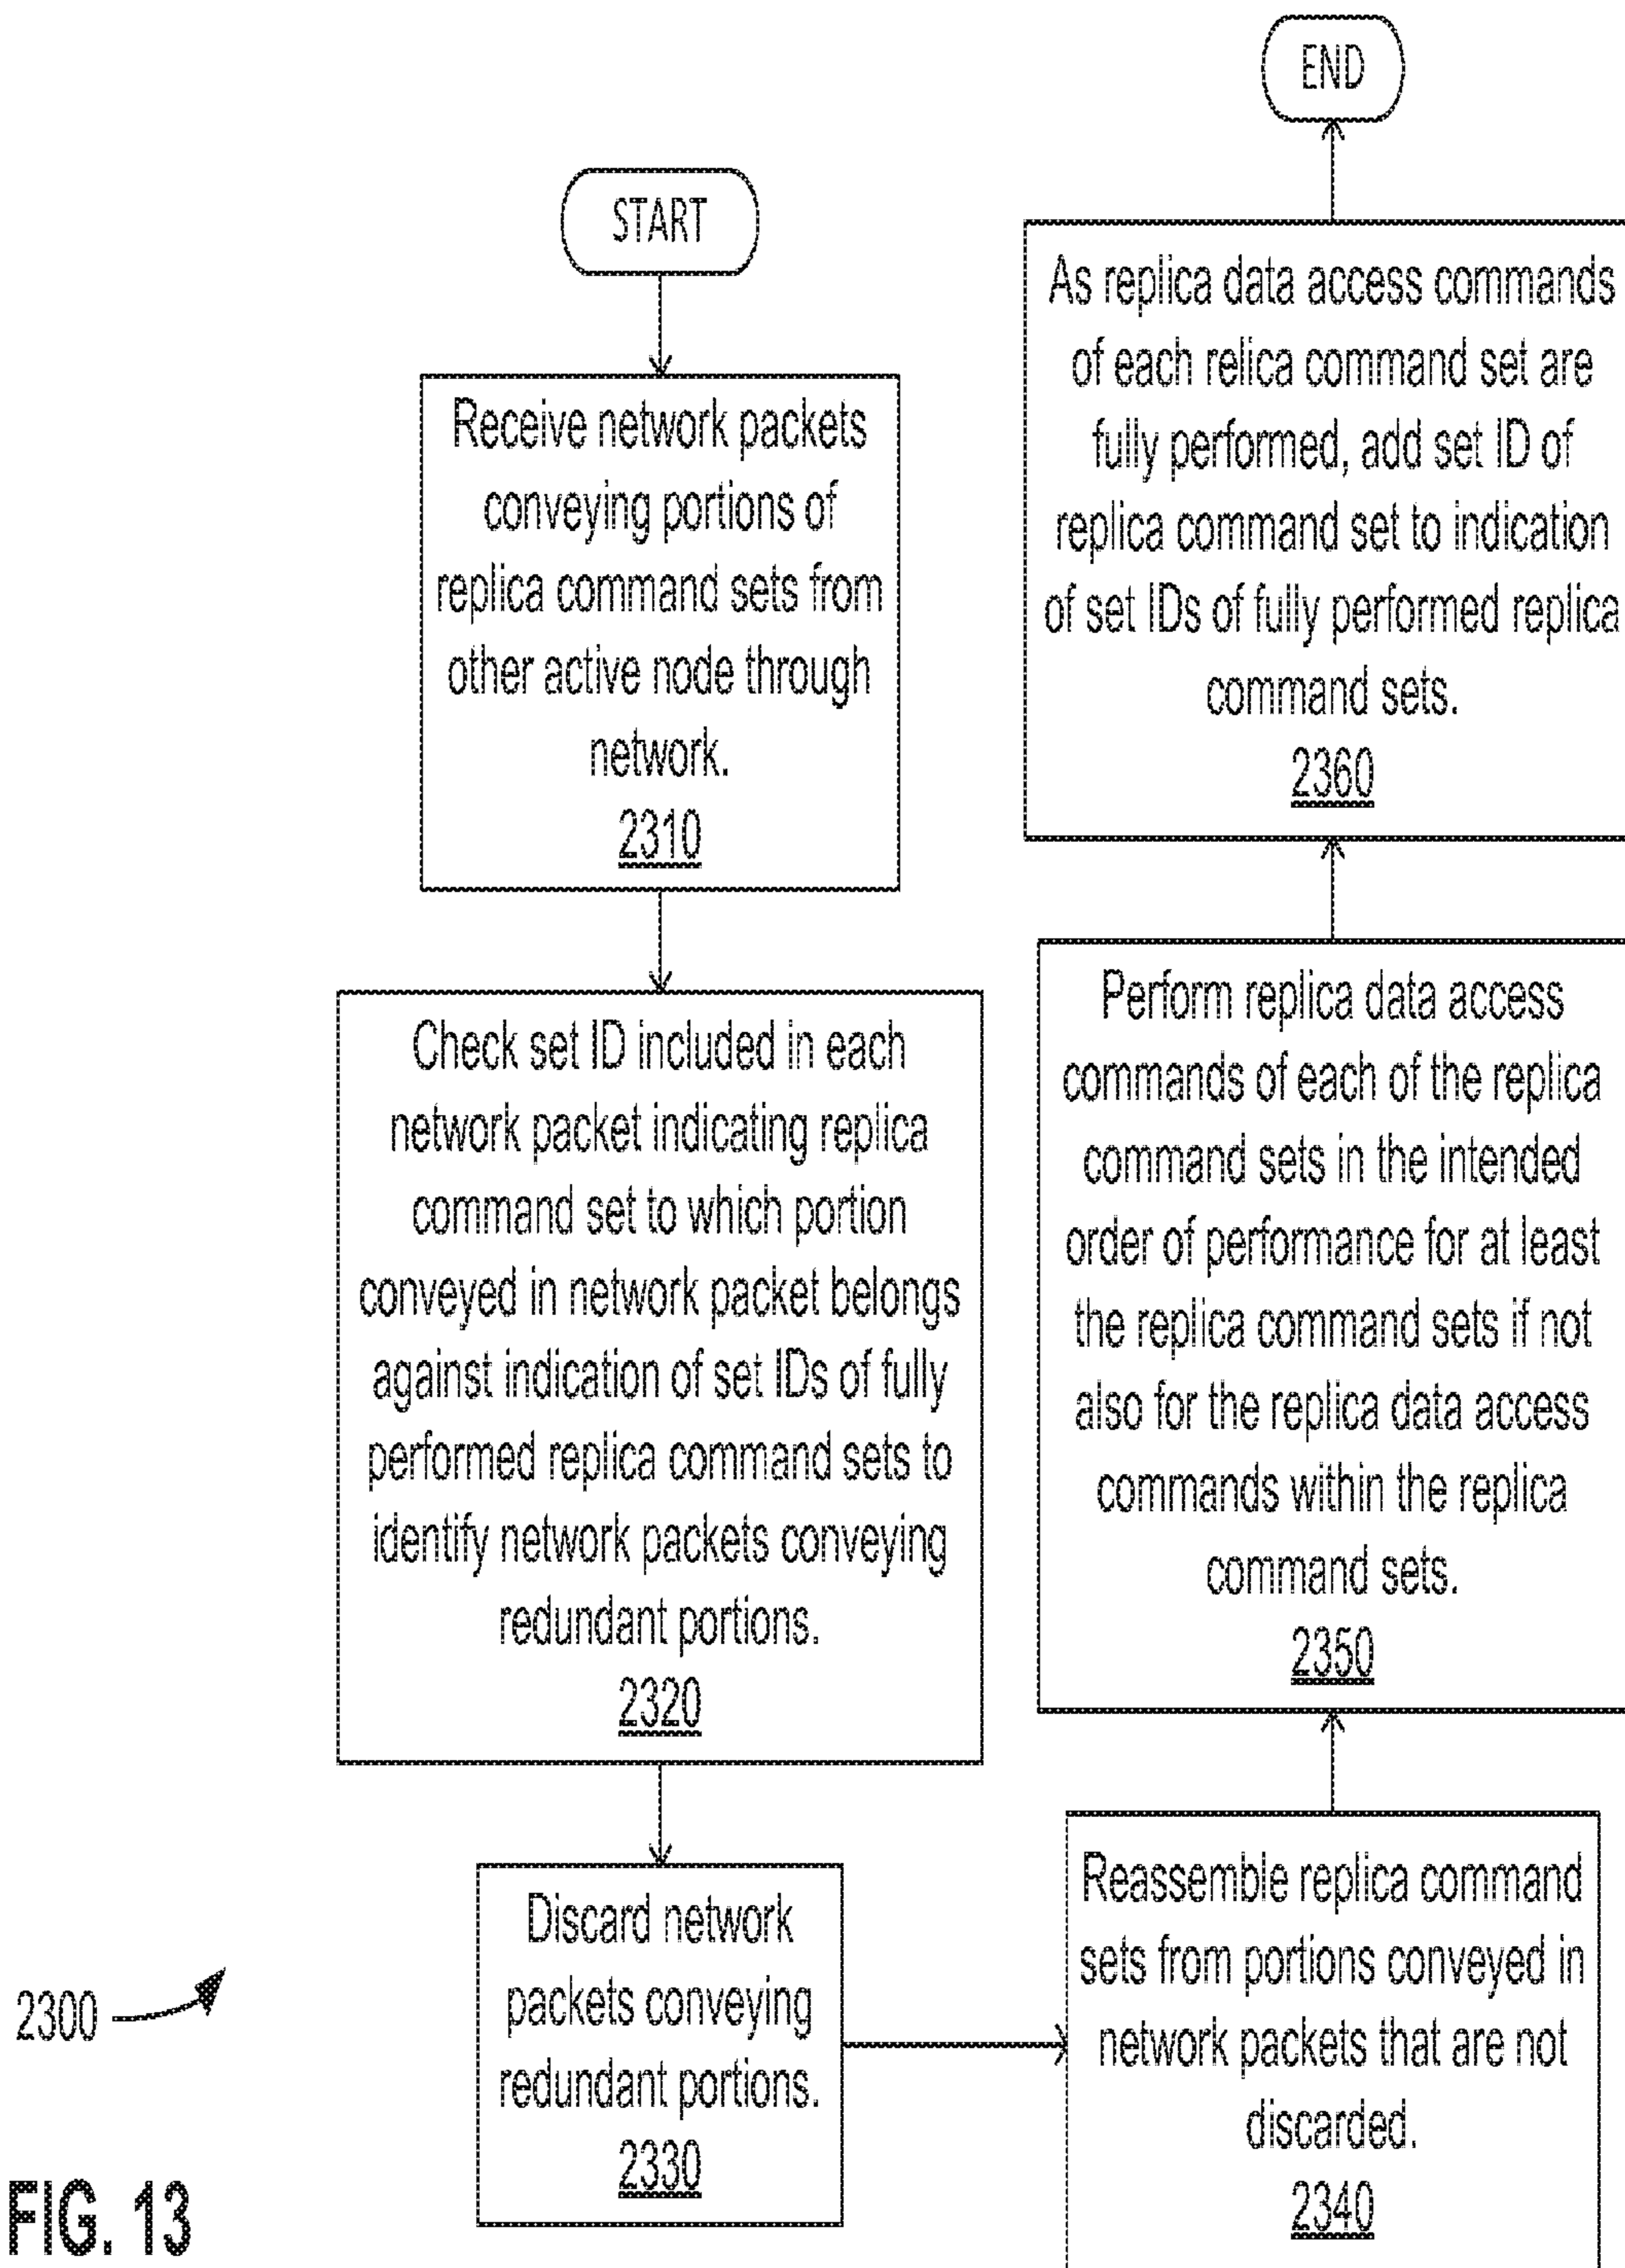 START
Receive network packets
conveying portions of
replica command sets from
other active node through
network.
2310
Check set ID included in each
network packet indicating replica
command set to which portion
conveyed in network packet belongs
against indication of set IDs of fully
performed replica command sets to
identify network packets conveying
redundant portions.
2320
Discard network
packets conveying
redundant portions.
2330
Reassemble replica command
sets from portions conveyed in
network packets that are not
discarded.
2340
Perform replica data access
commands of each of the replica
command sets in the intended
order of performance for at least
the replica command sets if not
also for the replica data access
commands within the replica
command sets.
2350
As replica data access commands
of each relica command set are
fully performed, add set ID of
replica command set to indication
of set IDs of fully performed replica
command sets.
2360
END
2300
FIG. 13